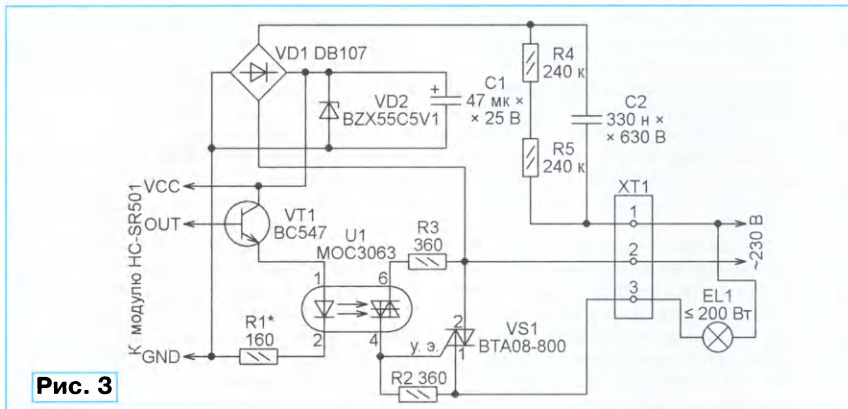 VD1 DB107
VD2
BZX55C5V1
+
C1
47 мк ×
× 25 В
R4
240 к
C2
330 н ×
× 630 В
R5
240 к
XT1
1
2
3
~230 В
К модулю HC-SR501
VCC
OUT
GND
VT1
BC547
U1
MOC3063
1
6
2
4
R3
360
R1*
160
у. э.
2
1
VS1
BTA08-800
R2 360
EL1
≤ 200 Вт
Рис. 3